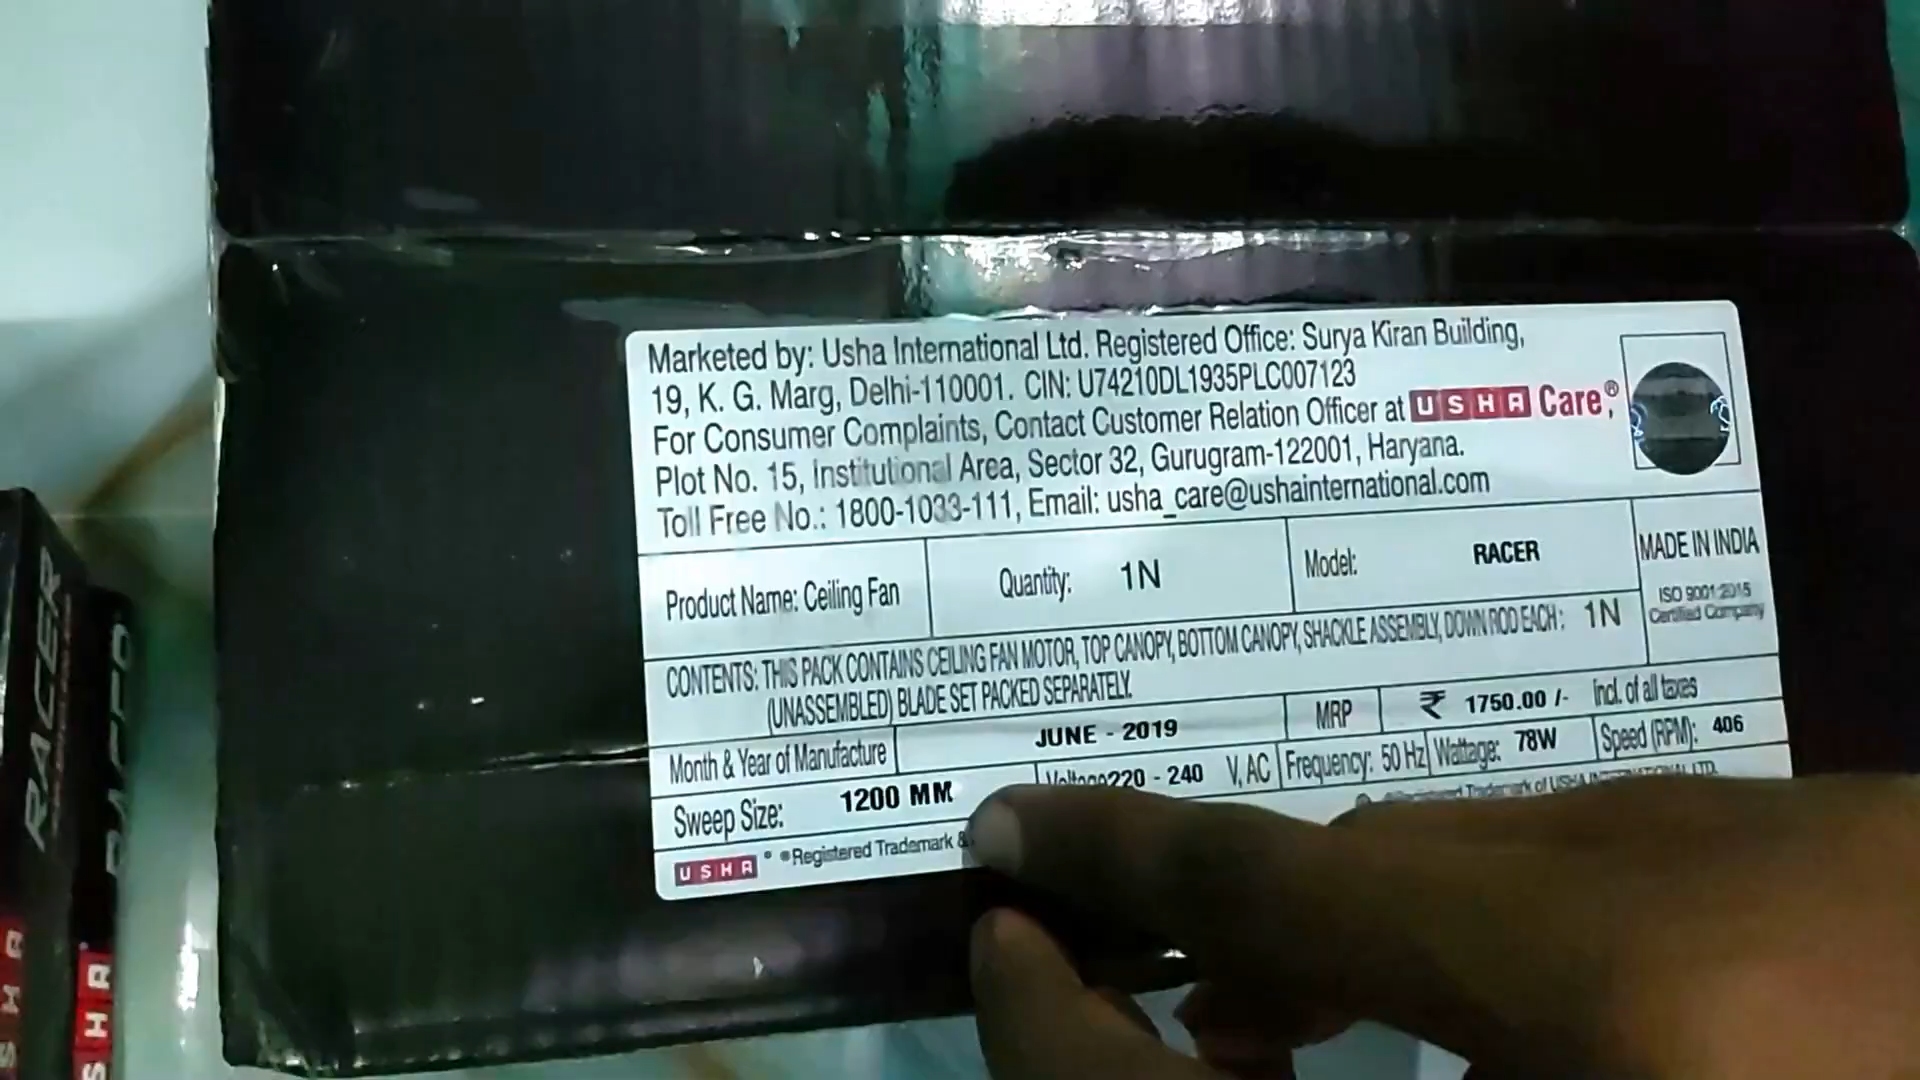 Marketed by: Usha International Ltd. Registered Office: Surya Kiran Building,
19, K. G. Marg, Delhi-110001. CIN: U74210DL1935PLC007123
For Consumer Complaints, Contact Customer Relation Officer at USHA Care®,
Plot No. 15, Institutional Area, Sector 32, Gurugram-122001, Haryana.
Toll Free No.: 1800-1033-111, Email: usha_care@ushainternational.com
Product Name: Ceiling Fan Quantity: 1N Model: RACER MADE IN INDIA
ISO 9001:2015
Certified Company
CONTENTS: THIS PACK CONTAINS CEILING FAN MOTOR, TOP CANOPY, BOTTOM CANOPY, SHACKLE ASSEMBLY, DOWN ROD EACH: 1N
(UNASSEMBLED) BLADE SET PACKED SEPARATELY.
Month & Year of Manufacture JUNE - 2019 MRP ₹ 1750.00 /- Incl. of all taxes
Sweep Size: 1200 MM Voltage 220 - 240 V, AC Frequency: 50 Hz Wattage: 78W Speed (RPM): 406
USHA ® ®Registered Trademark & Registered Trademark of USHA INTERNATIONAL LTD.
RACER
USHA
RACER
USHA